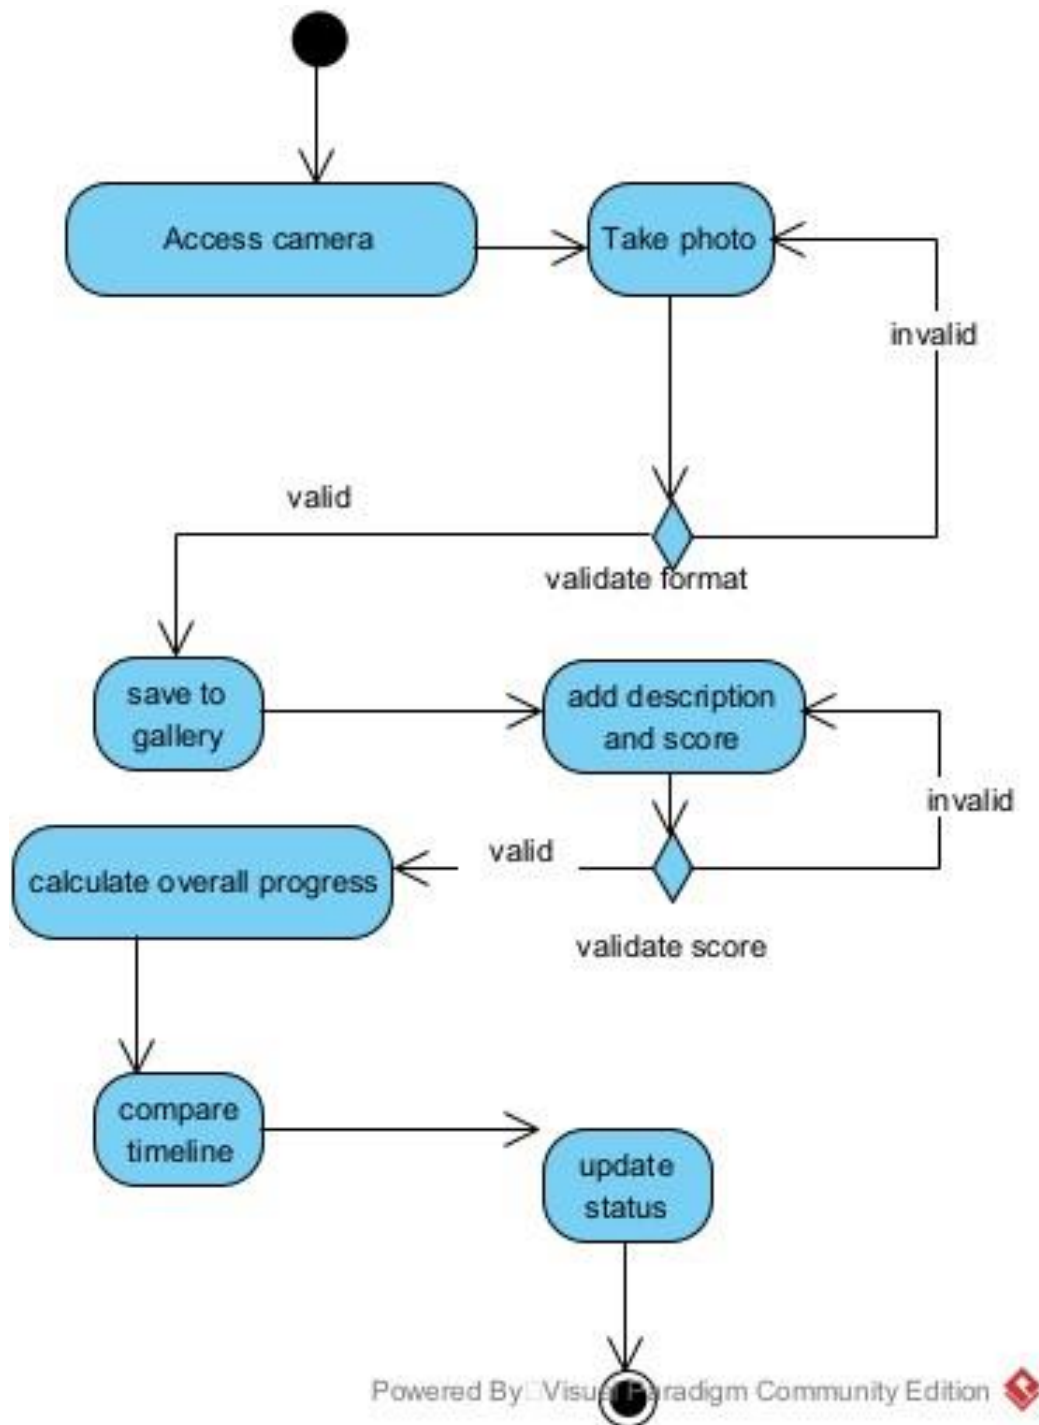 Access camera
Take photo
invalid
valid
validate format
save to
gallery
add description
and score
invalid
valid
calculate overall progress
validate score
compare
timeline
update
status
Powered By Visual Paradigm Community Edition